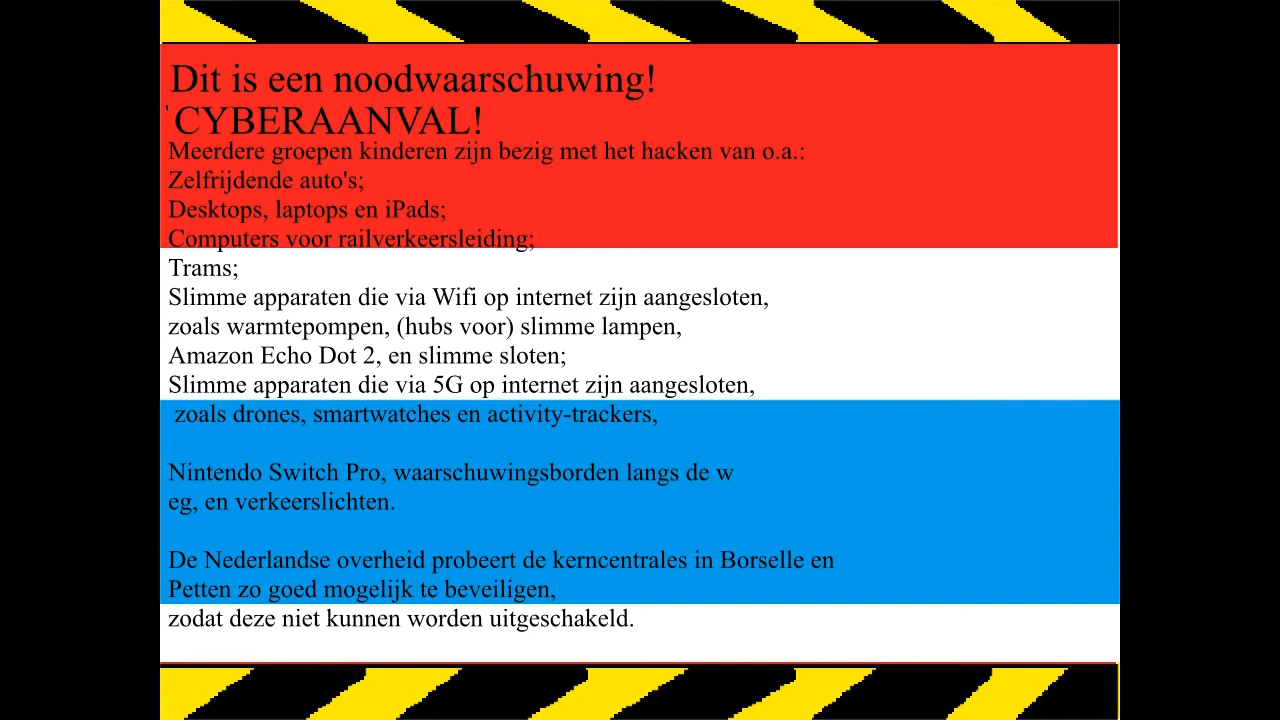 Dit is een noodwaarschuwing!
'CYBERAANVAL!
Meerdere groepen kinderen zijn bezig met het hacken van o.a.:
Zelfrijdende auto's;
Desktops, laptops en iPads;
Computers voor railverkeersleiding;
Trams;
Slimme apparaten die via Wifi op internet zijn aangesloten,
zoals warmtepompen, (hubs voor) slimme lampen,
Amazon Echo Dot 2, en slimme sloten;
Slimme apparaten die via 5G op internet zijn aangesloten,
zoals drones, smartwatches en activity-trackers,
Nintendo Switch Pro, waarschuwingsborden langs de w
eg, en verkeerslichten.
De Nederlandse overheid probeert de kerncentrales in Borselle en
Petten zo goed mogelijk te beveiligen,
zodat deze niet kunnen worden uitgeschakeld.